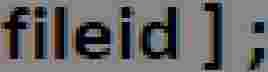 fileid ] ;